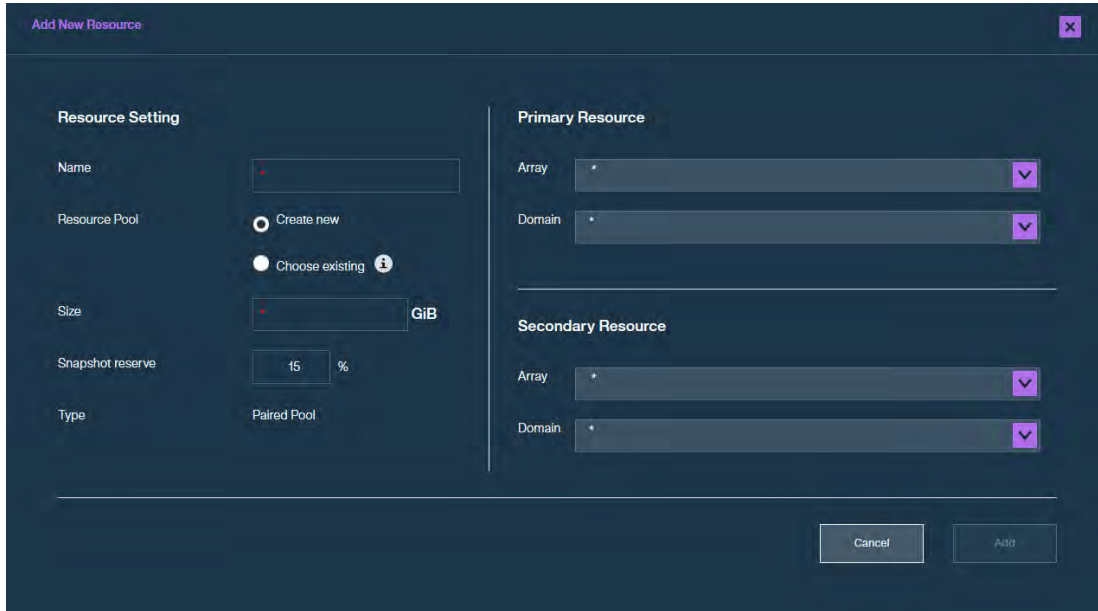 Add New Resource
Resource Setting
Name *
Resource Pool
Create new
Choose existing i
Size * GiB
Snapshot reserve 15 %
Type Paired Pool
Primary Resource
Array *
Domain *
Secondary Resource
Array *
Domain *
Cancel Add